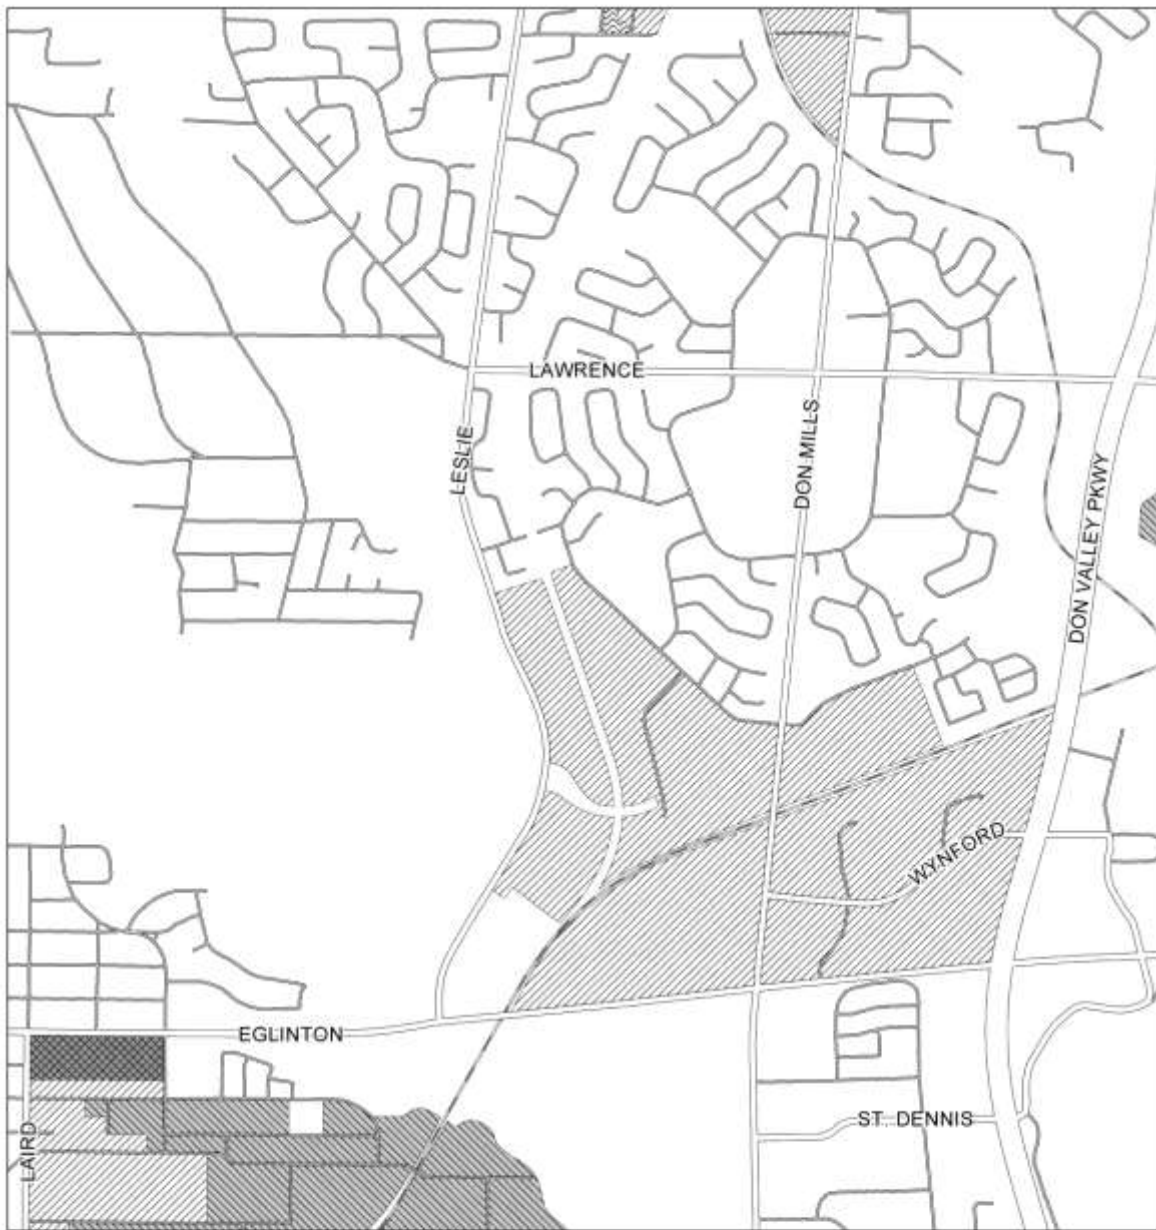 LAWRENCE
LESLIE
DON MILLS
DON VALLEY PKWY
WYNFORD
EGLINTON
LAIRD
ST. DENNIS